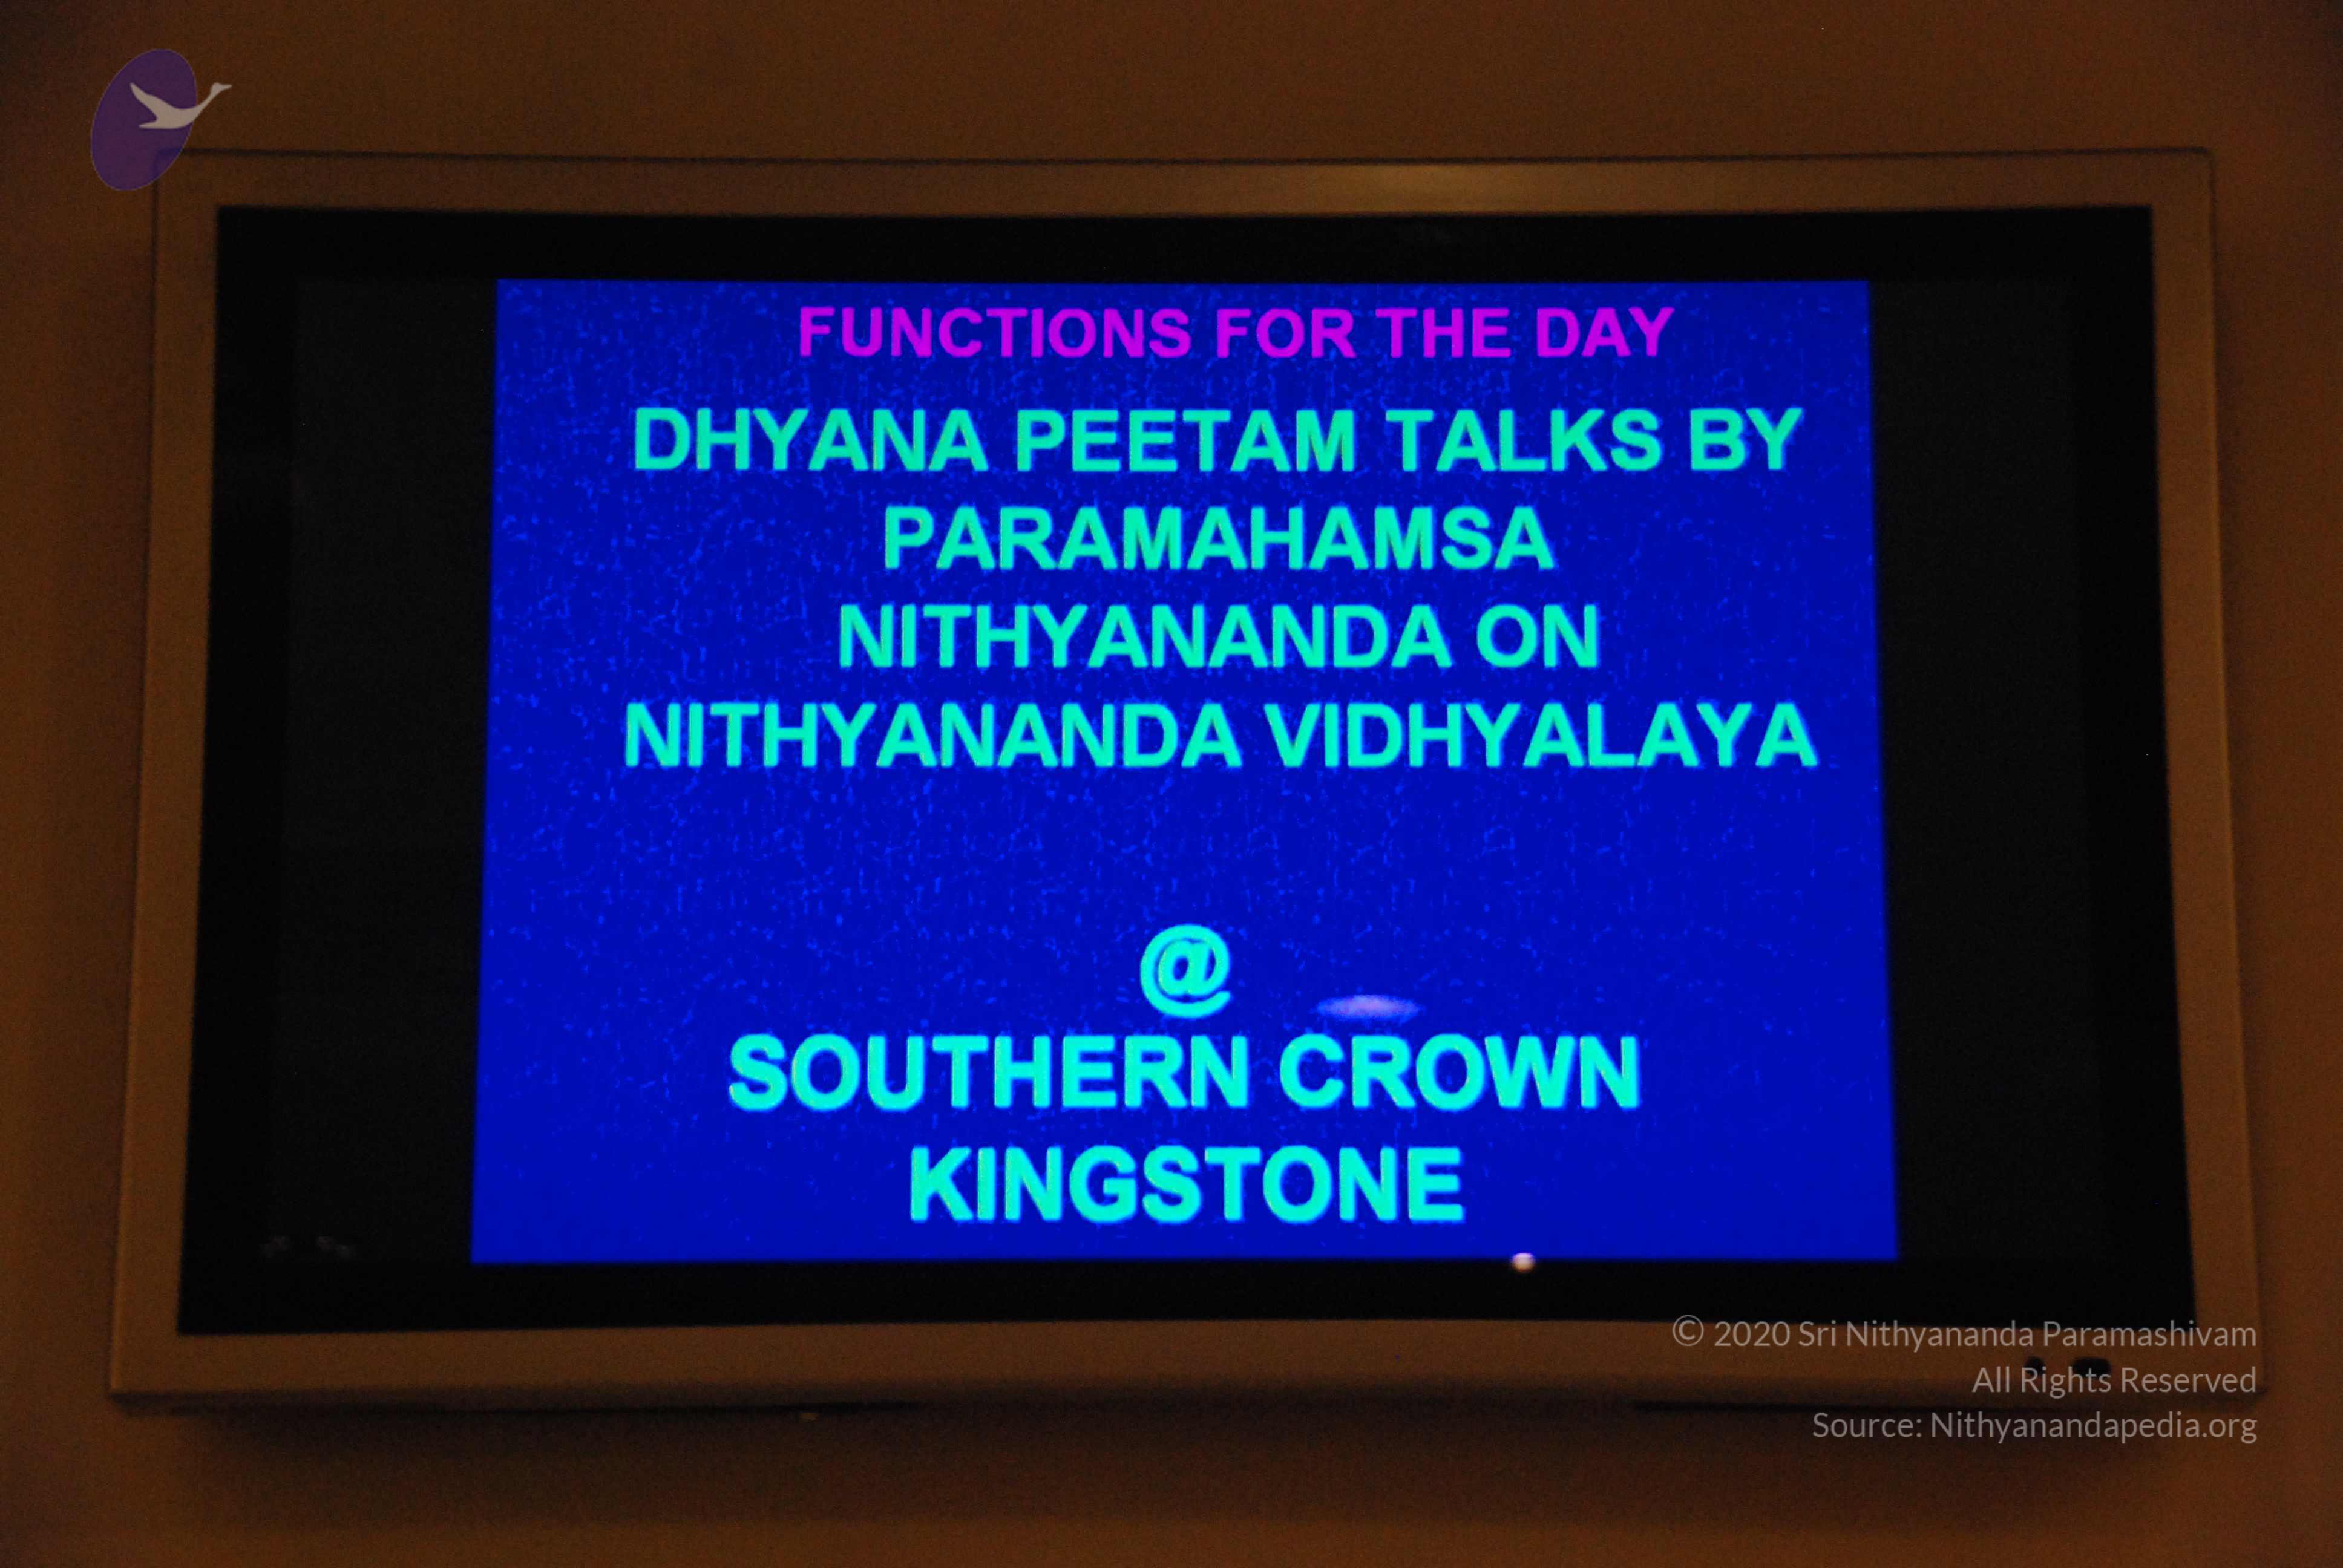 FUNCTIONS FOR THE DAY
DHYANA PEETAM TALKS BY
PARAMAHAMSA
NITHYANANDA ON
NITHYANANDA VIDHYALAYA
@
SOUTHERN CROWN
KINGSTONE
© 2020 Sri Nithyananda Paramashivam
All Rights Reserved
Source: Nithyanandapedia.org